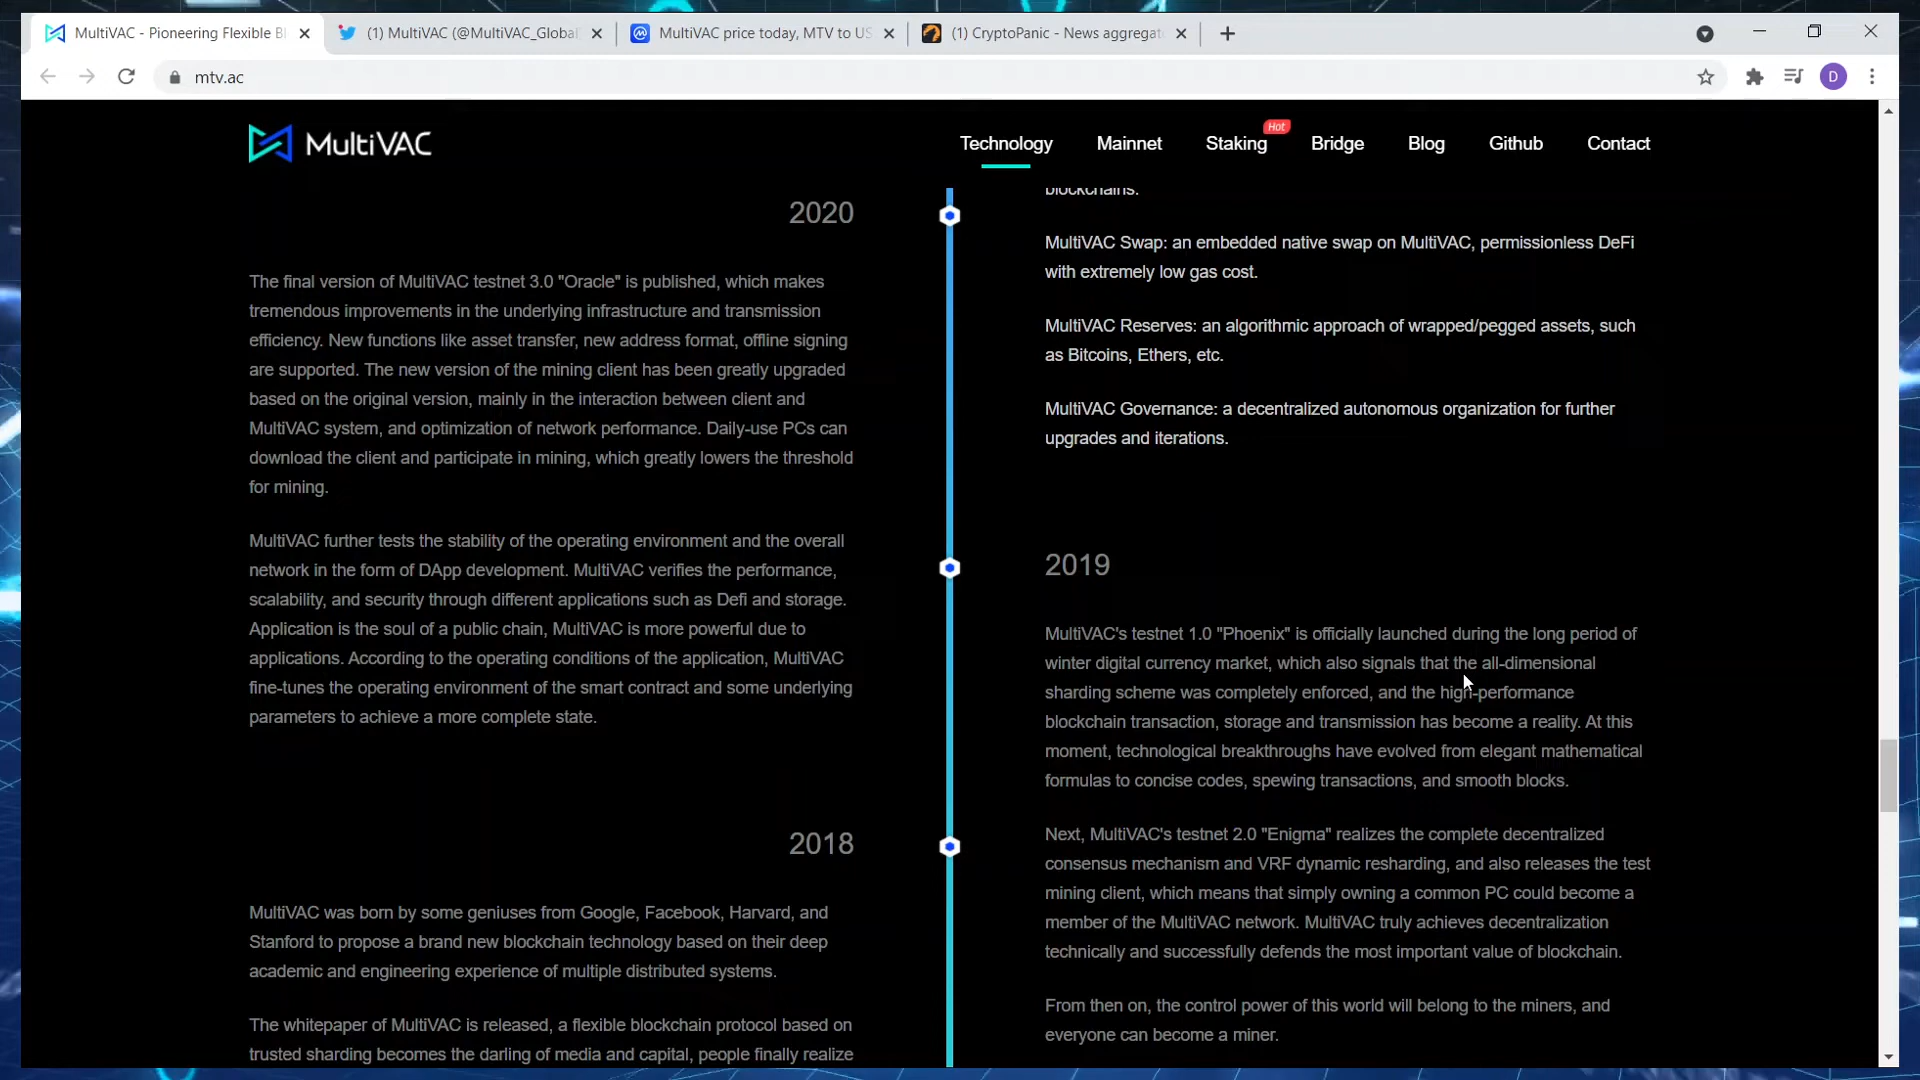 MultiVAC - Pioneering Flexible Bl
(1) MultiVAC (@MultiVAC_Global
MultiVAC price today, MTV to US
(1) CryptoPanic - News aggregat
mtv.ac
D
MultiVAC
Technology
Mainnet
Staking
Hot
Bridge
Blog
Github
Contact
2020
The final version of MultiVAC testnet 3.0 "Oracle" is published, which makes
tremendous improvements in the underlying infrastructure and transmission
efficiency. New functions like asset transfer, new address format, offline signing
are supported. The new version of the mining client has been greatly upgraded
based on the original version, mainly in the interaction between client and
MultiVAC system, and optimization of network performance. Daily-use PCs can
download the client and participate in mining, which greatly lowers the threshold
for mining.
MultiVAC further tests the stability of the operating environment and the overall
network in the form of DApp development. MultiVAC verifies the performance,
scalability, and security through different applications such as Defi and storage.
Application is the soul of a public chain, MultiVAC is more powerful due to
applications. According to the operating conditions of the application, MultiVAC
fine-tunes the operating environment of the smart contract and some underlying
parameters to achieve a more complete state.
2018
MultiVAC was born by some geniuses from Google, Facebook, Harvard, and
Stanford to propose a brand new blockchain technology based on their deep
academic and engineering experience of multiple distributed systems.
The whitepaper of MultiVAC is released, a flexible blockchain protocol based on
trusted sharding becomes the darling of media and capital, people finally realize
blockchains.
MultiVAC Swap: an embedded native swap on MultiVAC, permissionless DeFi
with extremely low gas cost.
MultiVAC Reserves: an algorithmic approach of wrapped/pegged assets, such
as Bitcoins, Ethers, etc.
MultiVAC Governance: a decentralized autonomous organization for further
upgrades and iterations.
2019
MultiVAC's testnet 1.0 "Phoenix" is officially launched during the long period of
winter digital currency market, which also signals that the all-dimensional
sharding scheme was completely enforced, and the high-performance
blockchain transaction, storage and transmission has become a reality. At this
moment, technological breakthroughs have evolved from elegant mathematical
formulas to concise codes, spewing transactions, and smooth blocks.
Next, MultiVAC's testnet 2.0 "Enigma" realizes the complete decentralized
consensus mechanism and VRF dynamic resharding, and also releases the test
mining client, which means that simply owning a common PC could become a
member of the MultiVAC network. MultiVAC truly achieves decentralization
technically and successfully defends the most important value of blockchain.
From then on, the control power of this world will belong to the miners, and
everyone can become a miner.